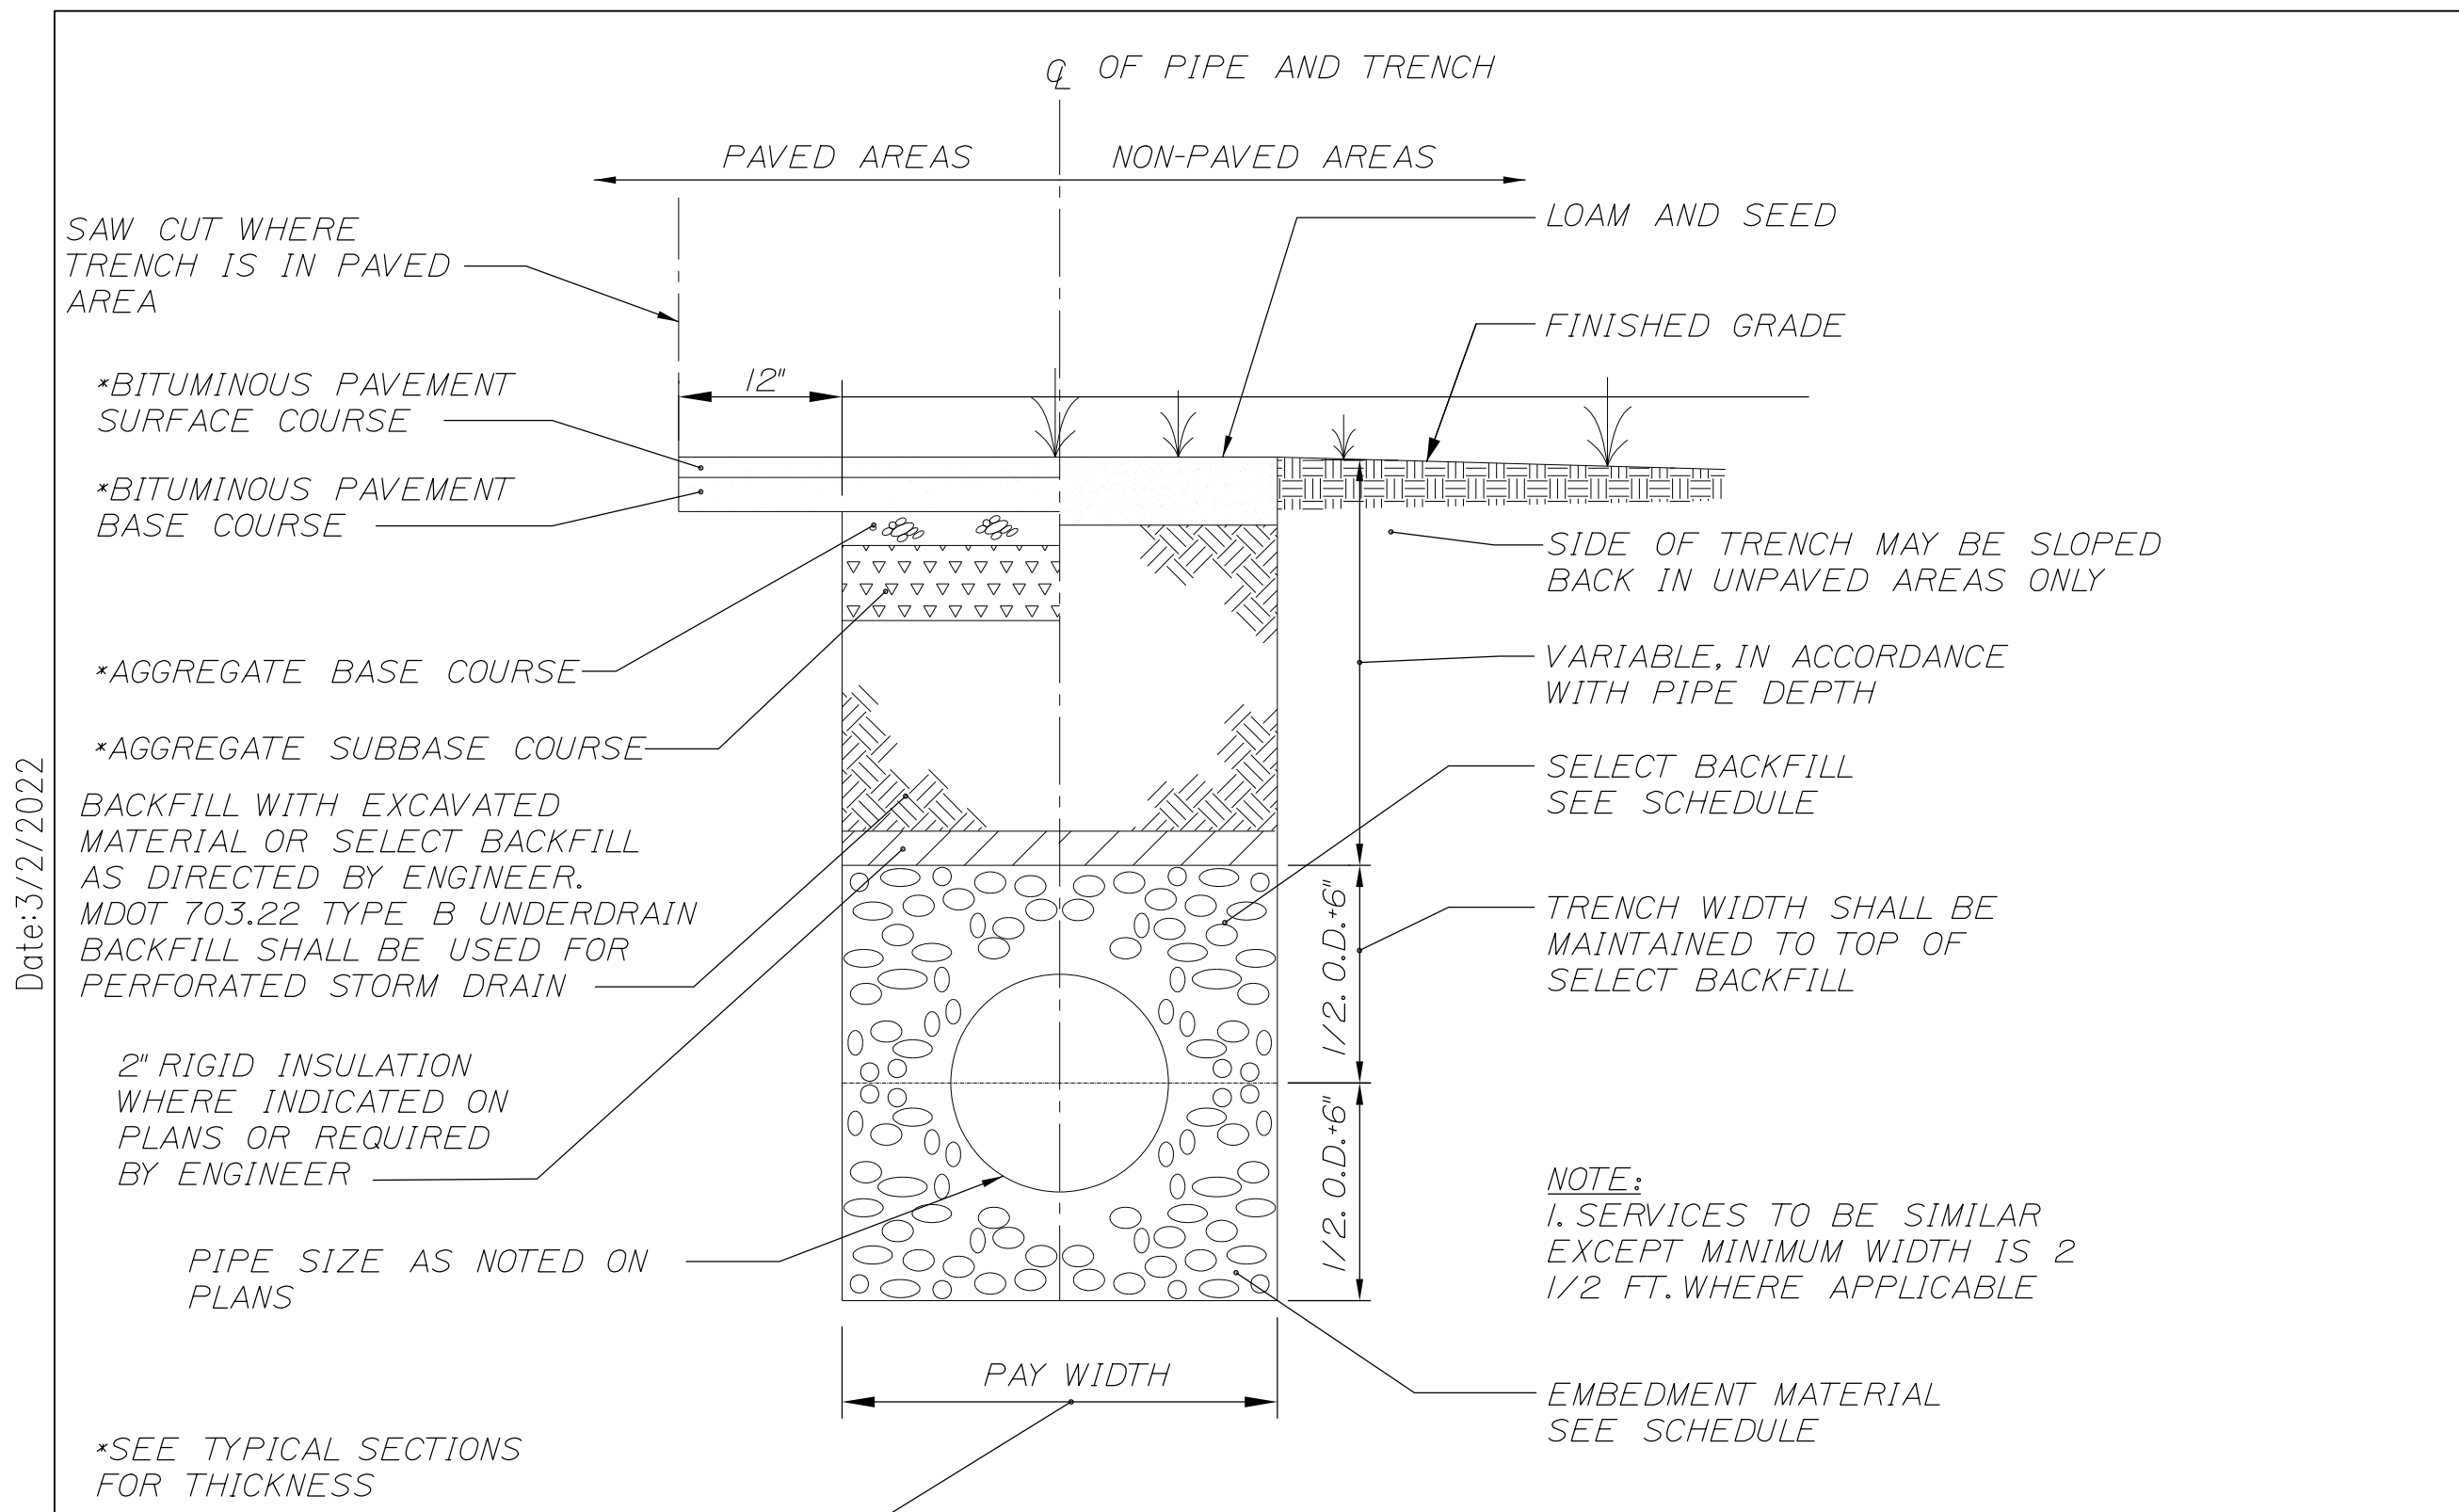 ℄ OF PIPE AND TRENCH
PAVED AREAS
NON-PAVED AREAS
SAW CUT WHERE
TRENCH IS IN PAVED
AREA
*BITUMINOUS PAVEMENT
SURFACE COURSE
*BITUMINOUS PAVEMENT
BASE COURSE
12"
*AGGREGATE BASE COURSE
*AGGREGATE SUBBASE COURSE
BACKFILL WITH EXCAVATED
MATERIAL OR SELECT BACKFILL
AS DIRECTED BY ENGINEER.
MDOT 703.22 TYPE B UNDERDRAIN
BACKFILL SHALL BE USED FOR
PERFORATED STORM DRAIN
2" RIGID INSULATION
WHERE INDICATED ON
PLANS OR REQUIRED
BY ENGINEER
PIPE SIZE AS NOTED ON
PLANS
*SEE TYPICAL SECTIONS
FOR THICKNESS
LOAM AND SEED
FINISHED GRADE
SIDE OF TRENCH MAY BE SLOPED
BACK IN UNPAVED AREAS ONLY
VARIABLE, IN ACCORDANCE
WITH PIPE DEPTH
SELECT BACKFILL
SEE SCHEDULE
TRENCH WIDTH SHALL BE
MAINTAINED TO TOP OF
SELECT BACKFILL
1/2. O.D.+6"
1/2. O.D.+6"
NOTE:
1. SERVICES TO BE SIMILAR
EXCEPT MINIMUM WIDTH IS 2
1/2 FT. WHERE APPLICABLE
EMBEDMENT MATERIAL
SEE SCHEDULE
PAY WIDTH
Date:3/2/2022